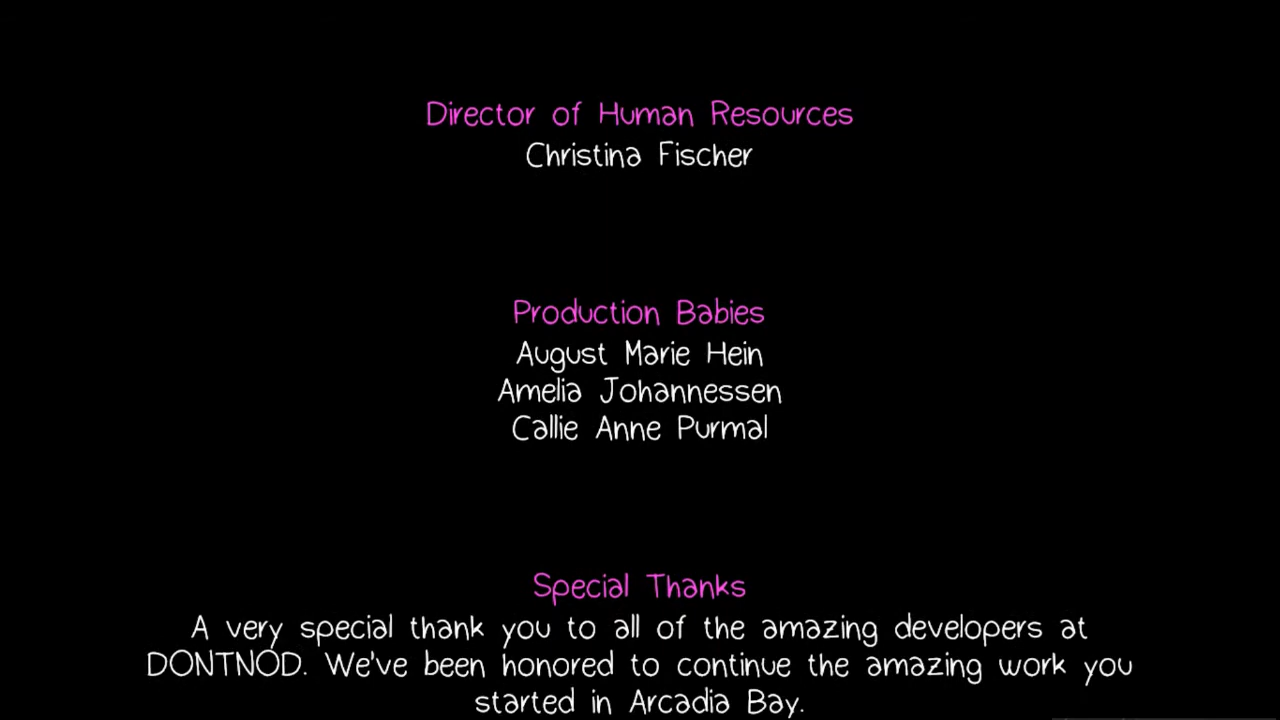 Director of Human Resources
Christina Fischer
Production Babies
August Marie Hein
Amelia Johannessen
Callie Anne Purmal
Special Thanks
A very special thank you to all of the amazing developers at
DONTNOD. We've been honored to continue the amazing work you
started in Arcadia Bay.